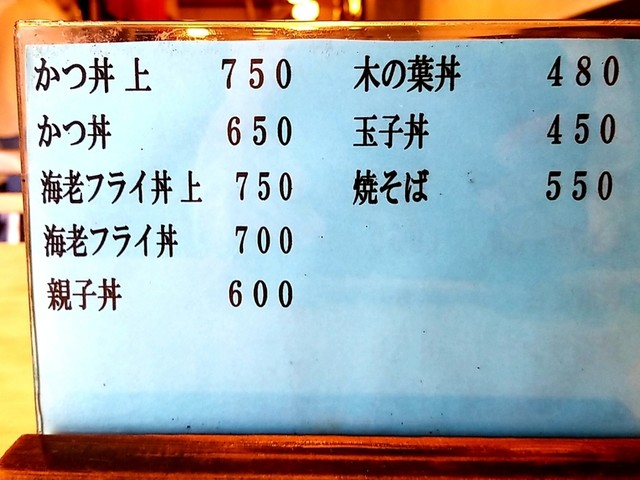 かつ丼 上 750
かつ丼 650
海老フライ丼 上 750
海老フライ丼 700
親子丼 600
木の葉丼 480
玉子丼 450
焼そば 550